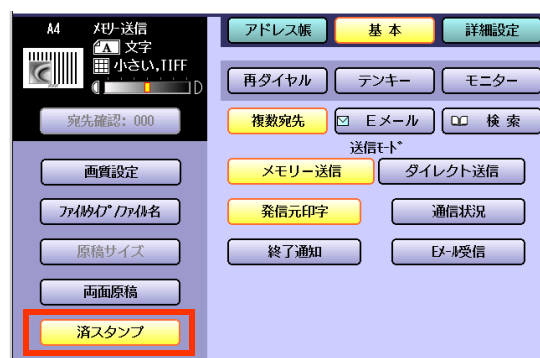 A4 ﾒﾓﾘｰ送信
A 文字
小さい,TIFF
D
宛先確認: 000
画質設定
ﾌｧｲﾙﾀｲﾌﾟ/ﾌｧｲﾙ名
原稿サイズ
両面原稿
済スタンプ
アドレス帳 基本 詳細設定
再ダイヤル テンキー モニター
複数宛先 Eメール 検索
送信ﾓｰﾄﾞ
メモリー送信 ダイレクト送信
発信元印字 通信状況
終了通知 Eﾒｰﾙ受信